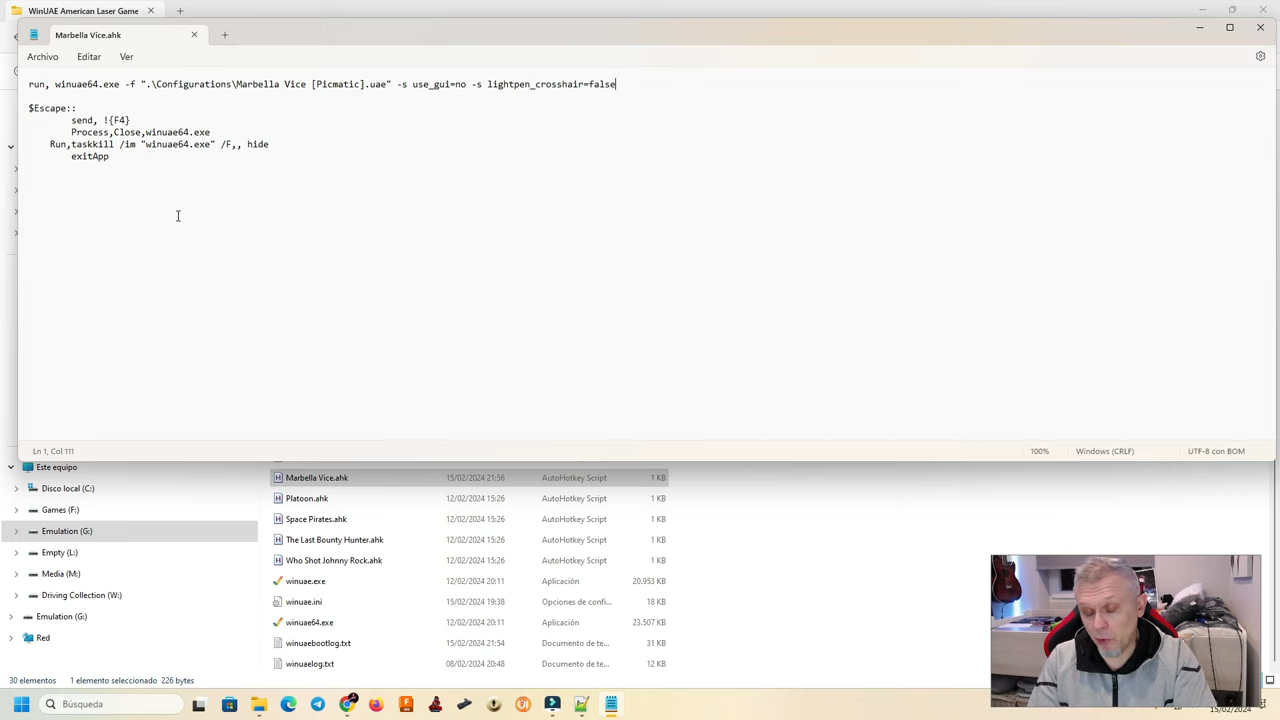 WinUAE American Laser Game
Marbella Vice.ahk
Archivo Editar Ver
run, winuae64.exe -f ".\Configurations\Marbella Vice [Picmatic].uae" -s use_gui=no -s lightpen_crosshair=false
$Escape::
send, !{F4}
Process,Close,winuae64.exe
Run,taskkill /im "winuae64.exe" /F,, hide
exitApp
Ln 1, Col 111 100% Windows (CRLF) UTF-8 con BOM
Este equipo
Disco local (C:)
Games (F:)
Emulation (G:)
Empty (L:)
Media (M:)
Driving Collection (W:)
Emulation (G:)
Red
Marbella Vice.ahk 15/02/2024 21:56 AutoHotkey Script 1 KB
Platoon.ahk 12/02/2024 15:26 AutoHotkey Script 1 KB
Space Pirates.ahk 12/02/2024 15:26 AutoHotkey Script 1 KB
The Last Bounty Hunter.ahk 12/02/2024 15:26 AutoHotkey Script 1 KB
Who Shot Johnny Rock.ahk 12/02/2024 15:26 AutoHotkey Script 1 KB
winuae.exe 12/02/2024 20:11 Aplicación 20.953 KB
winuae.ini 15/02/2024 19:38 Opciones de confi... 18 KB
winuae64.exe 12/02/2024 20:11 Aplicación 23.507 KB
winuaebootlog.txt 15/02/2024 21:54 Documento de te... 31 KB
winuaelog.txt 08/02/2024 20:48 Documento de te... 12 KB
30 elementos 1 elemento seleccionado 226 bytes
Búsqueda
15/02/2024